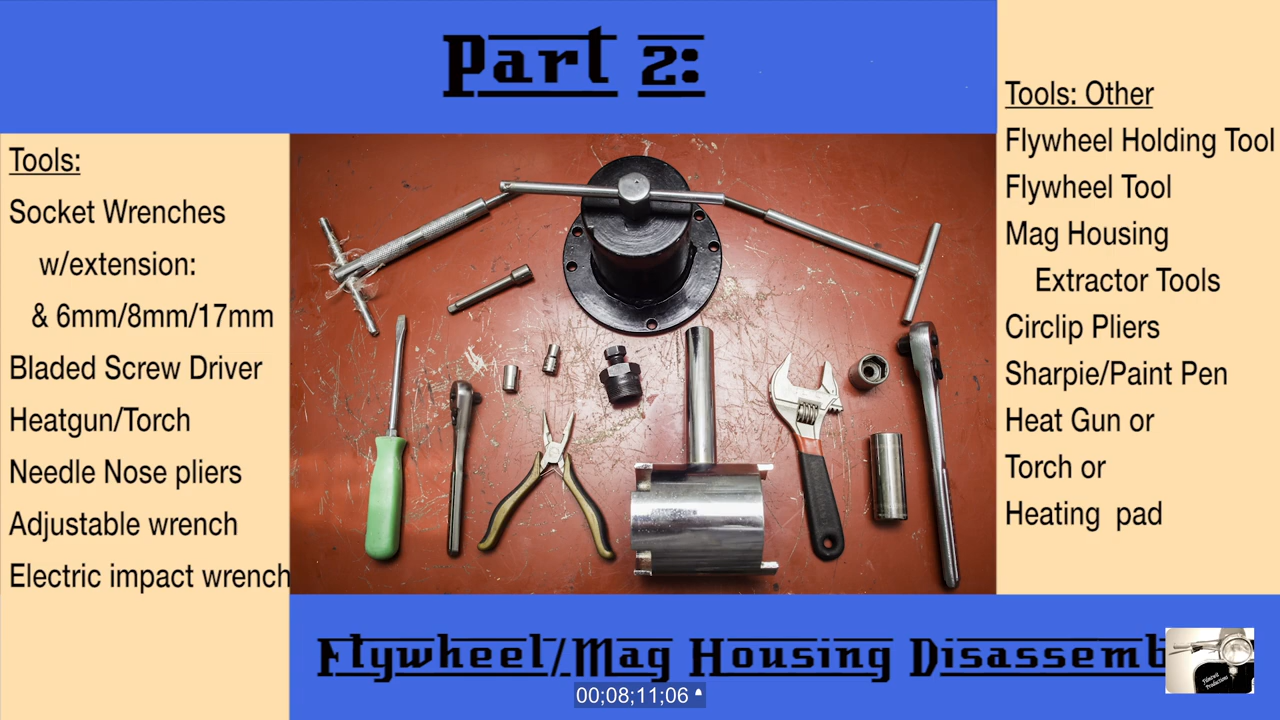 Part 2:
Tools:
Socket Wrenches
w/extension:
& 6mm/8mm/17mm
Bladed Screw Driver
Heatgun/Torch
Needle Nose pliers
Adjustable wrench
Electric impact wrench
Tools: Other
Flywheel Holding Tool
Flywheel Tool
Mag Housing
Extractor Tools
Circlip Pliers
Sharpie/Paint Pen
Heat Gun or
Torch or
Heating pad
Flywheel/Mag Housing Disassemb
00;08;11;06